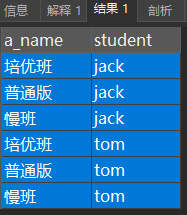 信息 解释 1 结果 1 剖析
a_name student
培优班 jack
普通版 jack
慢班 jack
培优班 tom
普通版 tom
慢班 tom